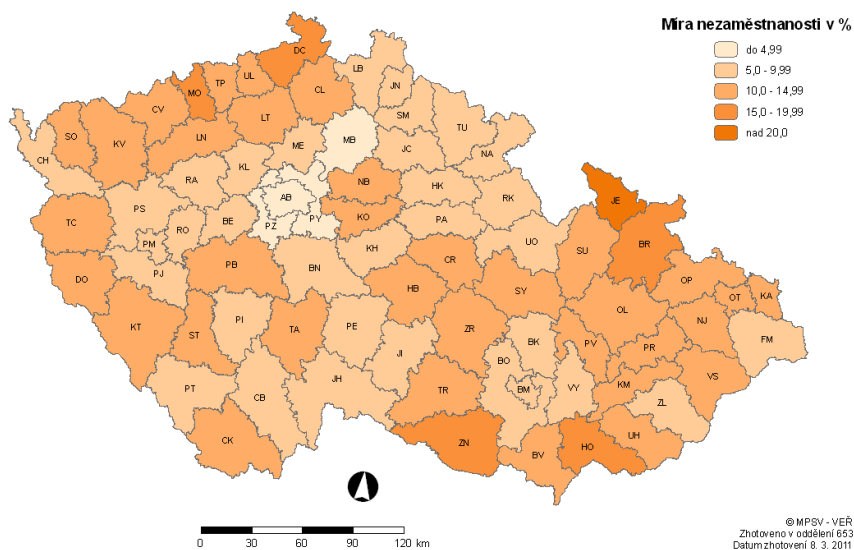 Míra nezaměstnanosti v %
do 4,99
5,0 - 9,99
10,0 - 14,99
15,0 - 19,99
nad 20,0
DC
LB
JN
TP
UL
MO
CL
CV
LT
SM
TU
SO
KV
LN
MB
ME
JC
NA
CH
RA
KL
NB
HK
RK
JE
AB
TC
PS
BE
PZ
PY
KO
PA
RO
PM
KH
UO
SU
BR
PJ
PB
BN
CR
DO
OP
HB
SY
OL
OT
KA
KT
ST
PI
TA
PE
ZR
BK
PV
PR
NJ
FM
JI
BO
PT
CB
JH
TR
BM
VY
KM
ZL
VS
CK
ZN
BV
HO
UH
0 30 60 90 120 km
© MPSV - VEŘ
Zhotoveno v oddělení 653
Datum zhotovení 8. 3. 2011